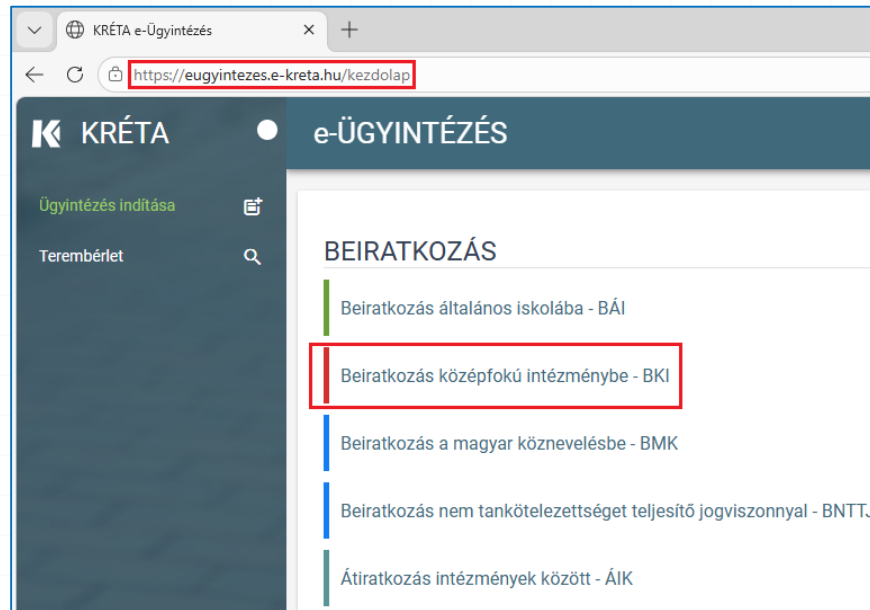 KRÉTA e-Ügyintézés
https://eugyintezes.e-kreta.hu/kezdolap
KRÉTA
e-ÜGYINTÉZÉS
Ügyintézés indítása
Terembérlet
BEIRATKOZÁS
Beiratkozás általános iskolába - BÁI
Beiratkozás középfokú intézménybe - BKI
Beiratkozás a magyar köznevelésbe - BMK
Beiratkozás nem tankötelezettséget teljesítő jogviszonnyal - BNTTJ
Átiratkozás intézmények között - ÁIK